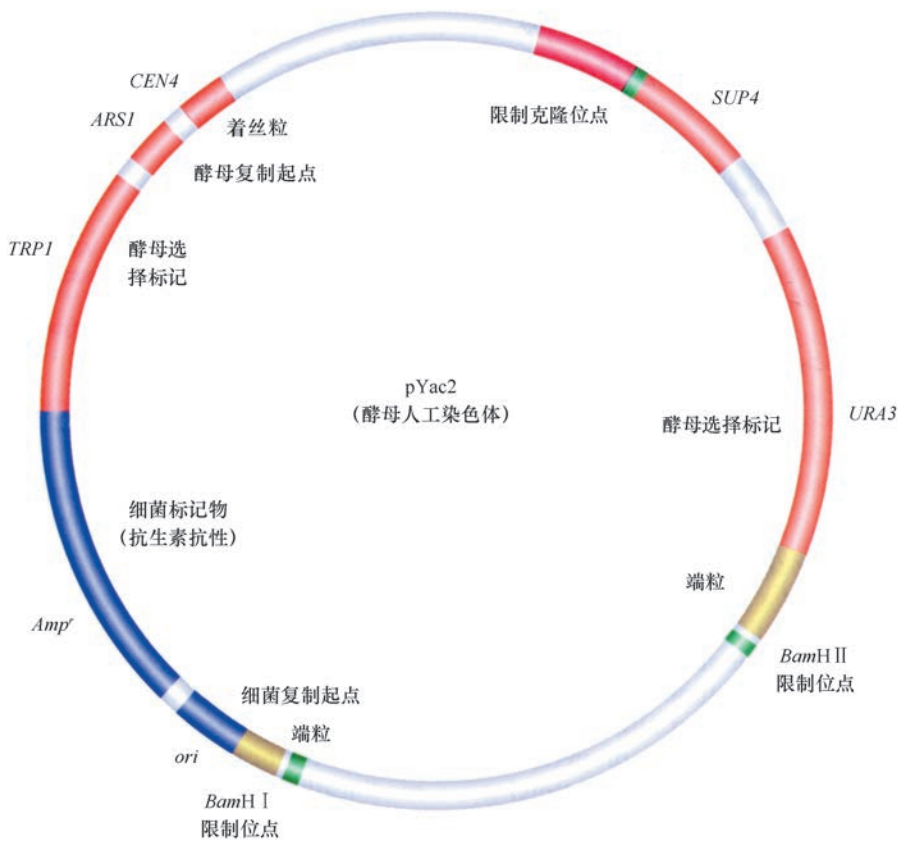 CEN4
ARS1
着丝粒
限制克隆位点
SUP4
酵母复制起点
TRP1
酵母选
择标记
pYac2
(酵母人工染色体)
酵母选择标记
URA3
细菌标记物
(抗生素抗性)
端粒
Ampʳ
BamHⅡ
限制位点
细菌复制起点
端粒
ori
BamHⅠ
限制位点